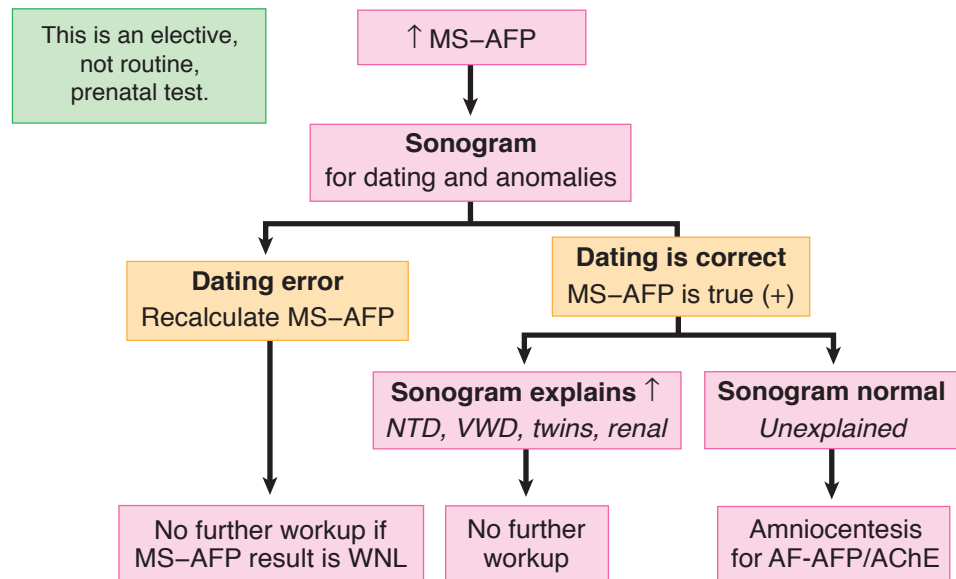 This is an elective,
not routine,
prenatal test.
↑ MS–AFP
Sonogram
for dating and anomalies
Dating error
Recalculate MS–AFP
Dating is correct
MS–AFP is true (+)
Sonogram explains ↑
NTD, VWD, twins, renal
Sonogram normal
Unexplained
No further workup if
MS–AFP result is WNL
No further
workup
Amniocentesis
for AF-AFP/AChE